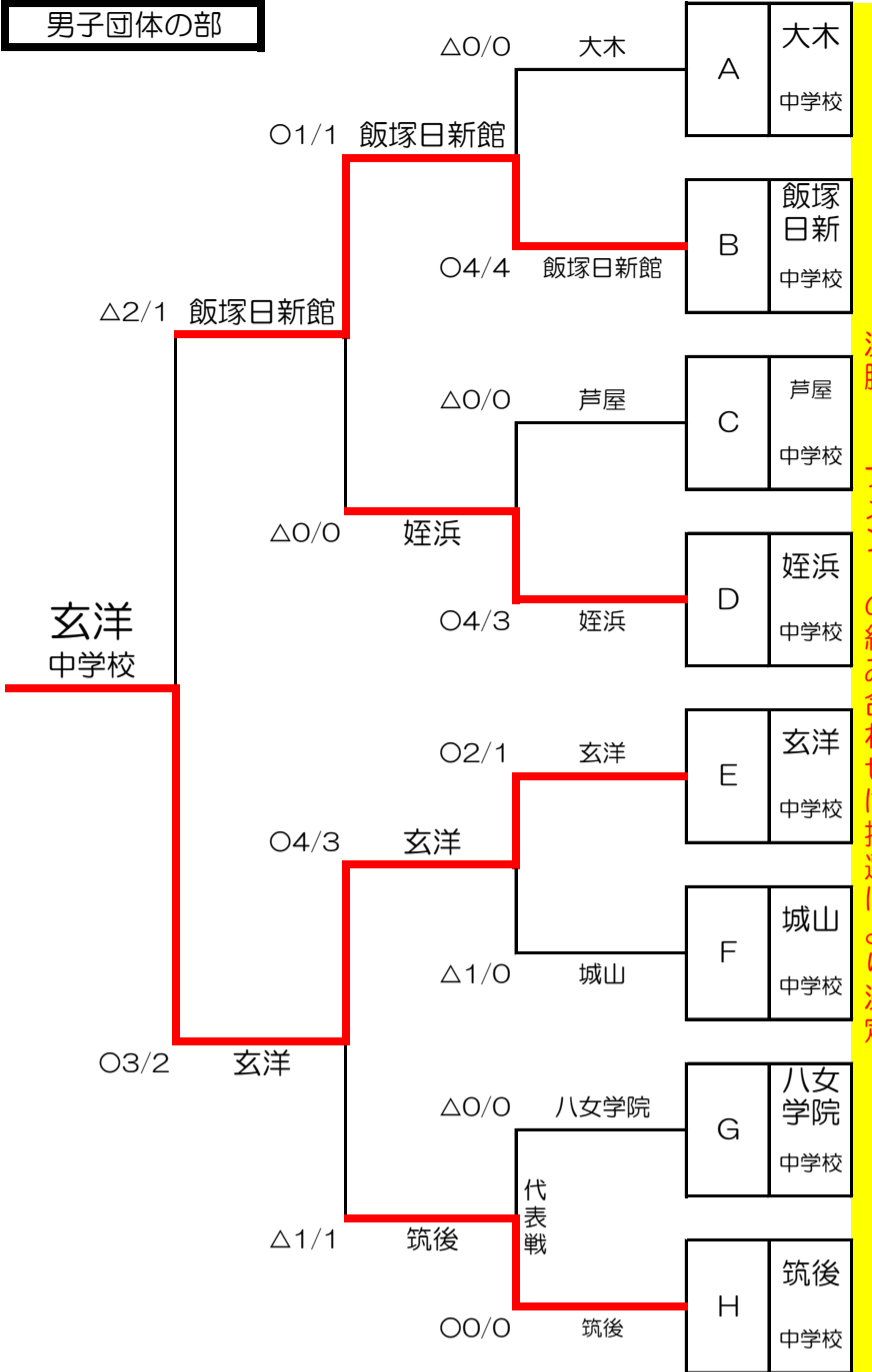 男子団体の部
△0/0 大木
A 大木 中学校
○1/1 飯塚日新館
B 飯塚日新 中学校
○4/4 飯塚日新館
△2/1 飯塚日新館
△0/0 芦屋
C 芦屋 中学校
△0/0 姪浜
D 姪浜 中学校
○4/3 姪浜
玄洋
中学校
○2/1 玄洋
E 玄洋 中学校
○4/3 玄洋
F 城山 中学校
△1/0 城山
○3/2 玄洋
△0/0 八女学院
G 八女学院 中学校
代表戦
△1/1 筑後
H 筑後 中学校
○0/0 筑後